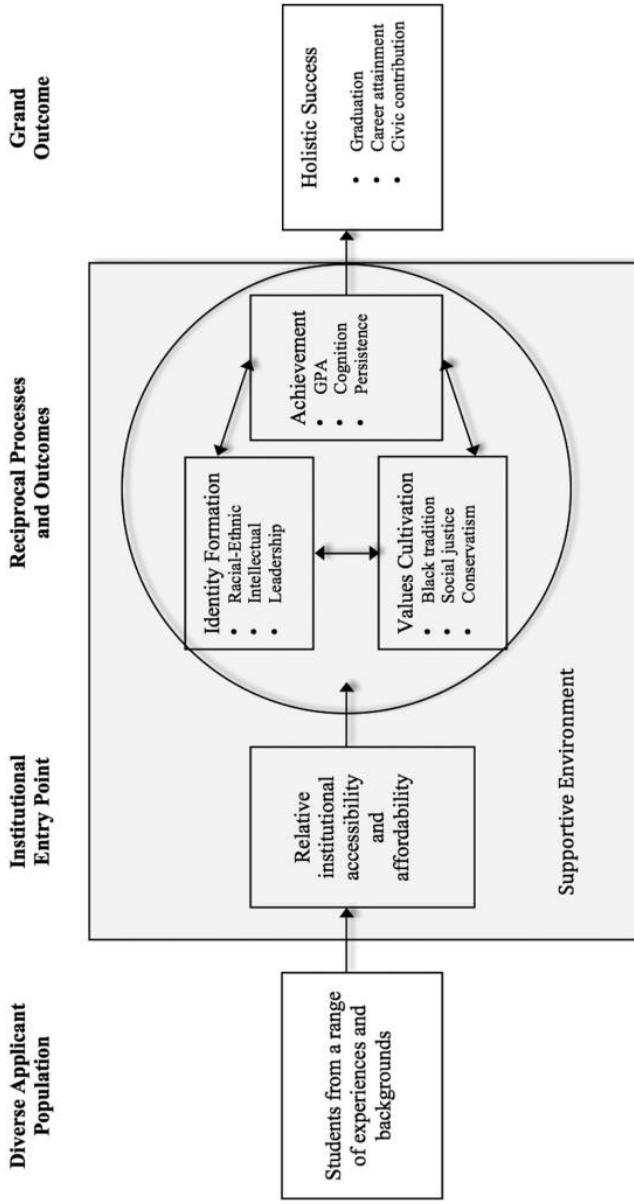 Diverse Applicant
Population
Institutional
Entry Point
Reciprocal Processes
and Outcomes
Grand
Outcome
Students from a range
of experiences and
backgrounds
Relative
institutional
accessibility
and
affordability
Identity Formation
• Racial-Ethnic
• Intellectual
• Leadership
Values Cultivation
• Black tradition
• Social justice
• Conservatism
Achievement
• GPA
• Cognition
• Persistence
Holistic Success
• Graduation
• Career attainment
• Civic contribution
Supportive Environment